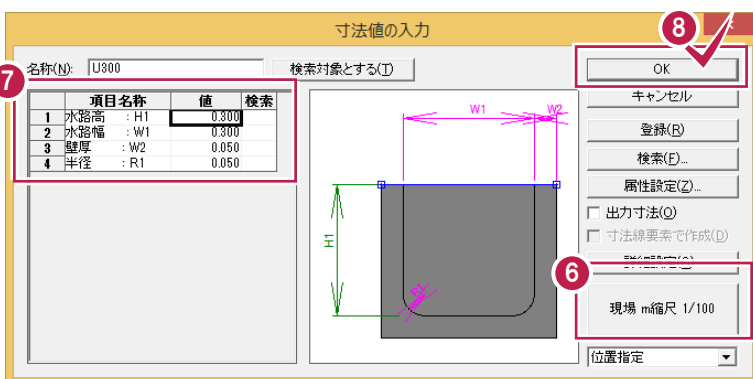 寸法値の入力
8
名称(N): U300
検索対象とする(T)
OK
7
キャンセル
項目名称 値 検索
1 水路高 : H1 0.300
2 水路幅 : W1 0.300
3 壁厚 : W2 0.050
4 半径 : R1 0.050
W1 W2
H1
R1
登録(R)
検索(F)...
属性設定(Z)...
出力寸法(O)
寸法線要素で作成(D)
6
現場 m縮尺 1/100
位置指定